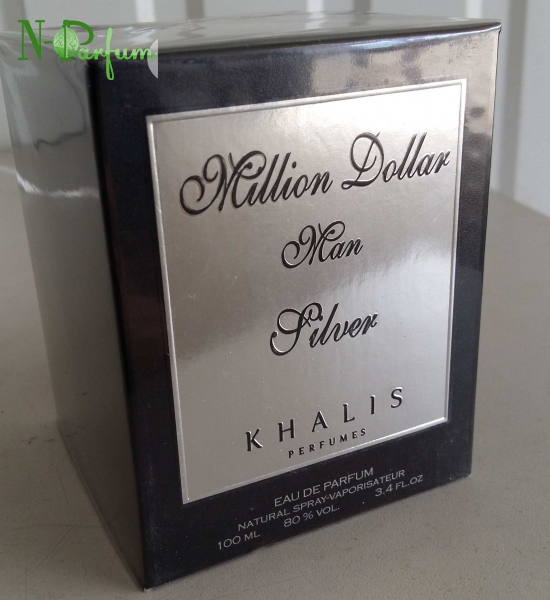 N-Parfum
Million Dollar
Man
Silver
KHALIS
PERFUMES
EAU DE PARFUM
NATURAL SPRAY-VAPORISATEUR
100 ML 80 % VOL. 3.4 FL.OZ